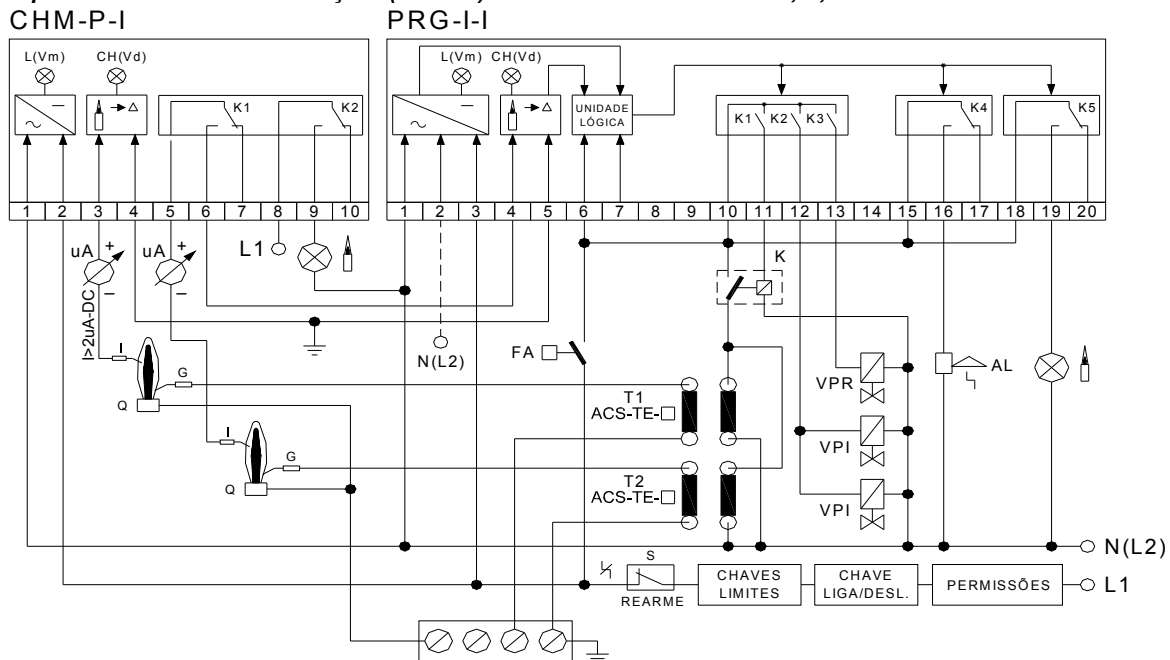 CHM-P-I
PRG-I-I
L(Vm) CH(Vd)
L(Vm) CH(Vd)
K1 K2
UNIDADE
LÓGICA
K1 K2 K3
K4
K5
1 2 3 4 5 6 7 8 9 10
1 2 3 4 5 6 7 8 9 10 11 12 13 14 15 16 17 18 19 20
uA + −
uA + −
L1
I>2uA-DC
N(L2)
K
FA
I
G
Q
I
G
Q
T1
ACS-TE-
T2
ACS-TE-
VPR
VPI
VPI
AL
N(L2)
S
REARME
CHAVES
LIMITES
CHAVE
LIGA/DESL.
PERMISSÕES
L1